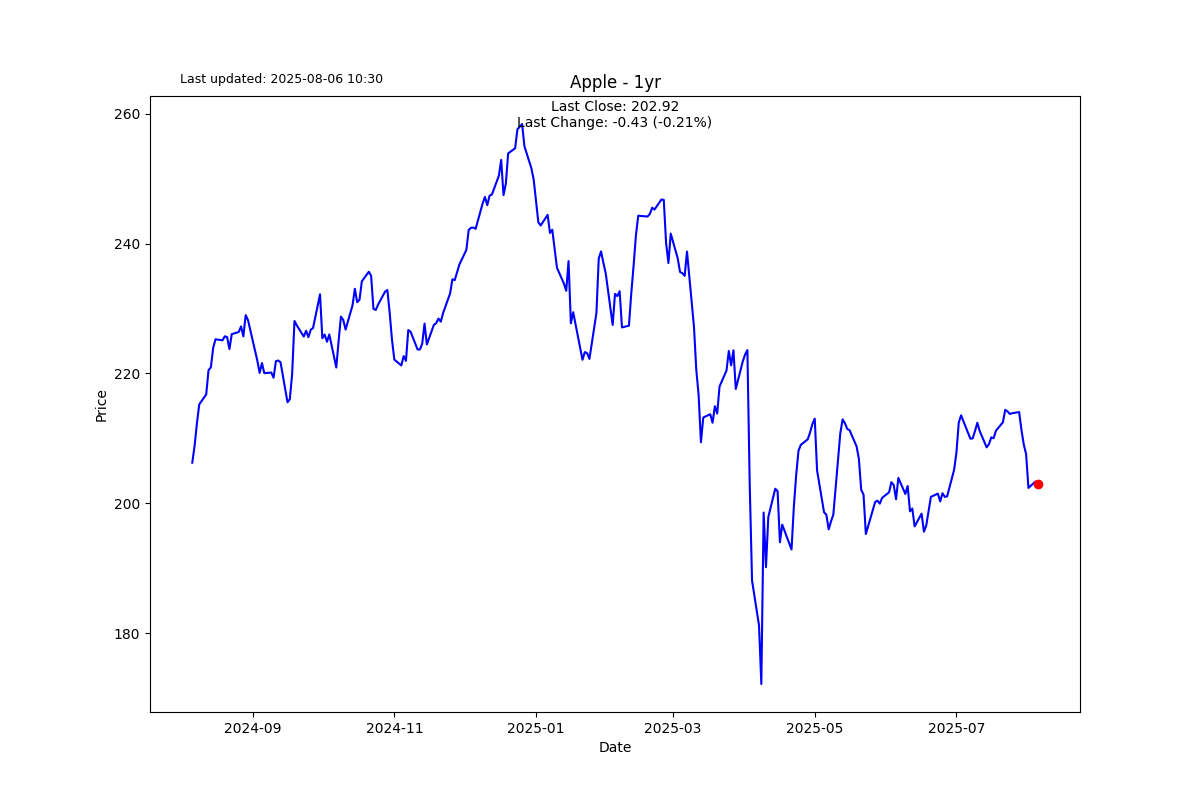 Last updated: 2025-08-06 10:30
Apple - 1yr
Last Close: 202.92
Last Change: -0.43 (-0.21%)
260
240
220
200
180
Price
2024-09
2024-11
2025-01
2025-03
2025-05
2025-07
Date